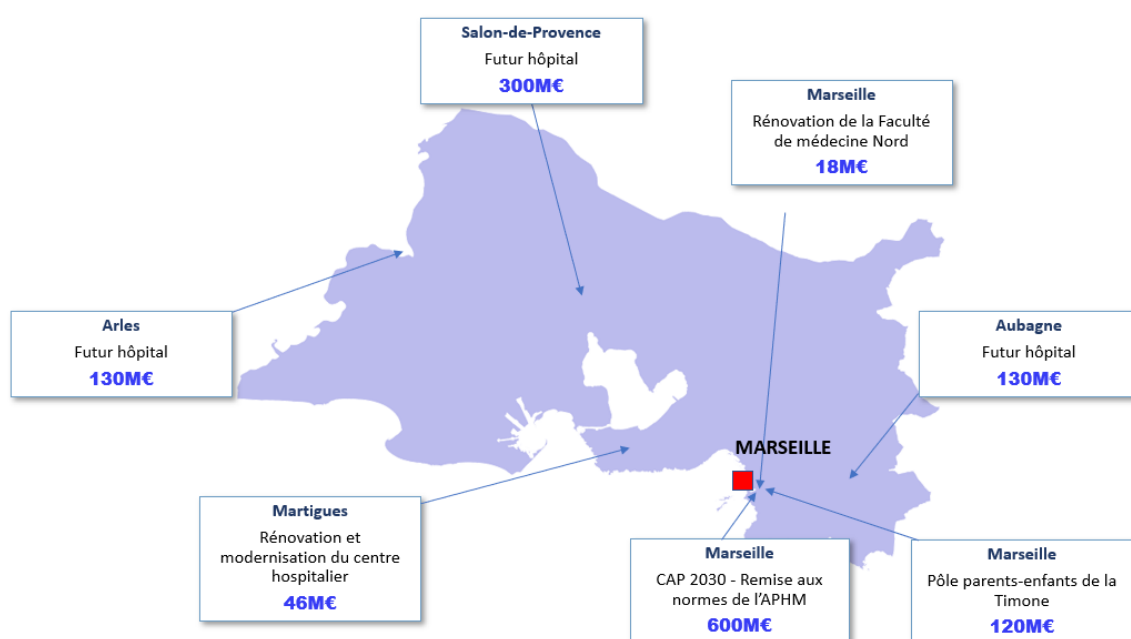 Salon-de-Provence
Futur hôpital
300M€
Marseille
Rénovation de la Faculté
de médecine Nord
18M€
Arles
Futur hôpital
130M€
Aubagne
Futur hôpital
130M€
MARSEILLE
Martigues
Rénovation et
modernisation du centre
hospitalier
46M€
Marseille
CAP 2030 - Remise aux
normes de l’APHM
600M€
Marseille
Pôle parents-enfants de la
Timone
120M€